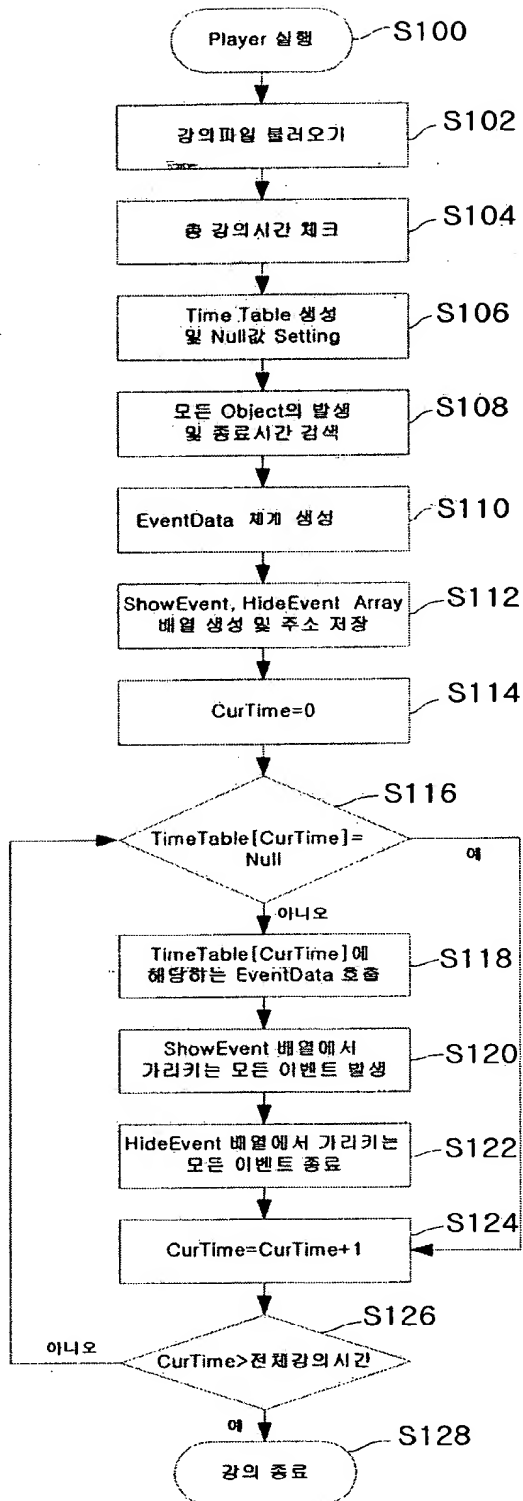 Player 실행
S100
강의파일 불러오기
S102
총 강의시간 체크
S104
Time Table 생성
및 Null값 Setting
S106
모든 Object의 발생
및 종료시간 검색
S108
EventData 체계 생성
S110
ShowEvent, HideEvent Array
배열 생성 및 주소 저장
S112
CurTime=0
S114
S116
TimeTable[CurTime]=
Null
예
아니오
TimeTable[CurTime]에
해당하는 EventData 호출
S118
ShowEvent 배열에서
가리키는 모든 이벤트 발생
S120
HideEvent 배열에서 가리키는
모든 이벤트 종료
S122
CurTime=CurTime+1
S124
S126
아니오
CurTime>전체강의시간
예
강의 종료
S128